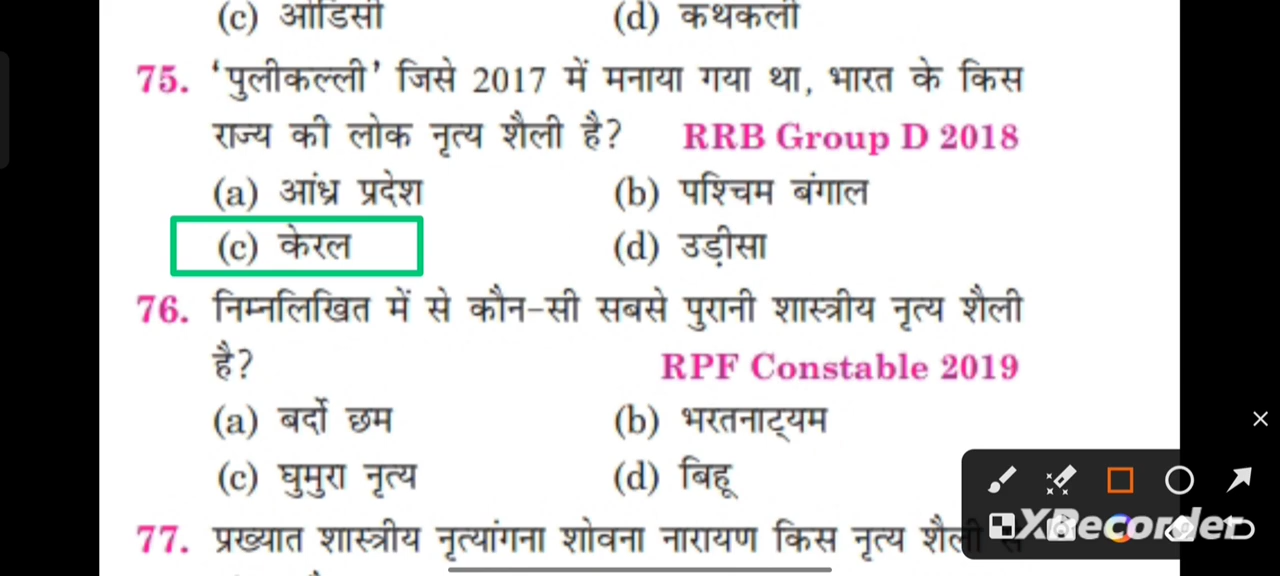 (c) ओडिसी (d) कथकली
75. ‘पुलीकल्ली’ जिसे 2017 में मनाया गया था, भारत के किस
राज्य की लोक नृत्य शैली है? RRB Group D 2018
(a) आंध्र प्रदेश (b) पश्चिम बंगाल
(c) केरल (d) उड़ीसा
76. निम्नलिखित में से कौन-सी सबसे पुरानी शास्त्रीय नृत्य शैली
है? RPF Constable 2019
(a) बर्दो छम (b) भरतनाट्यम
(c) घुमुरा नृत्य (d) बिहू
77. प्रख्यात शास्त्रीय नृत्यांगना शोवना नारायण किस नृत्य शैली से
XRecorder